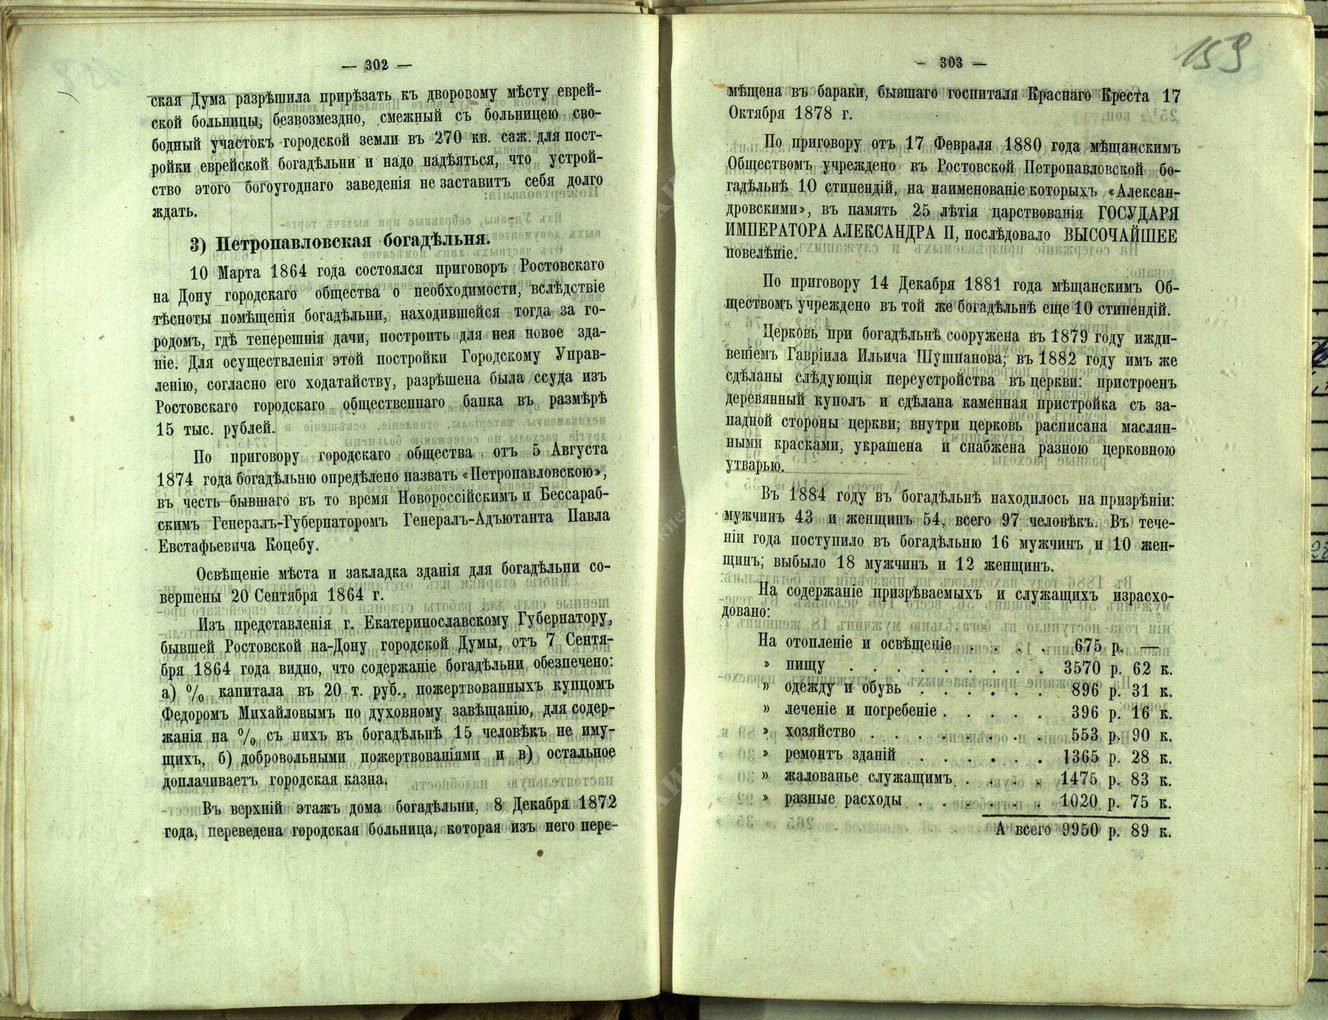 — 302 —
ская Дума разрѣшила прирѣзать къ дворовому мѣсту еврей-
ской больницы, безвозмездно, смежный съ больницею сво-
бодный участокъ городской земли въ 270 кв. саж. для пост-
ройки еврейской богадѣльни и надо надѣяться, что устрой-
ство этого богоугоднаго заведенія не заставитъ себя долго
ждать.
3) Петропавловская богадѣльня.
10 Марта 1864 года состоялся приговоръ Ростовскаго
на Дону городскаго общества о необходимости, вслѣдствіе
тѣсноты помѣщенія богадѣльни, находившейся тогда за го-
родомъ, гдѣ теперешнія дачи, построить для нея новое зда-
ніе. Для осуществленія этой постройки Городскому Управ-
ленію, согласно его ходатайству, разрѣшена была ссуда изъ
Ростовскаго городскаго общественнаго банка въ размѣрѣ
15 тыс. рублей.
По приговору городскаго общества отъ 5 Августа
1874 года богадѣльню опредѣлено назвать «Петропавловскою»,
въ честь бывшаго въ то время Новороссійскимъ и Бессараб-
скимъ Генералъ-Губернаторомъ Генералъ-Адъютанта Павла
Евстафьевича Коцебу.
Освѣщеніе мѣста и закладка зданія для богадѣльни со-
вершены 20 Сентября 1864 г.
Изъ представленія г. Екатеринославскому Губернатору,
бывшей Ростовской на-Дону городской Думы, отъ 7 Сентя-
бря 1864 года видно, что содержаніе богадѣльни обезпечено:
а) % капитала въ 20 т. руб., пожертвованныхъ купцомъ
Федоромъ Михайловымъ по духовному завѣщанію, для содер-
жанія на % съ нихъ въ богадѣльнѣ 15 человѣкъ не иму-
щихъ, б) добровольными пожертвованіями и в) остальное
доплачиваетъ городская казна.
Въ верхній этажъ дома богадѣльни, 8 Декабря 1872
года, переведена городская больница, которая изъ него пере-
— 303 —
159
мѣщена въ бараки, бывшаго госпиталя Краснаго Креста 17
Октября 1878 г.
По приговору отъ 17 Февраля 1880 года мѣщанскимъ
Обществомъ учреждено въ Ростовской Петропавловской бо-
гадѣльнѣ 10 стипендій, на наименованіе которыхъ «Алексан-
дровскими», въ память 25 лѣтія царствованія ГОСУДАРЯ
ИМПЕРАТОРА АЛЕКСАНДРА II, послѣдовало ВЫСОЧАЙШЕЕ
повелѣніе.
По приговору 14 Декабря 1881 года мѣщанскимъ Об-
ществомъ учреждено въ той же богадѣльнѣ еще 10 стипендій.
Церковь при богадѣльнѣ сооружена въ 1879 году ижди-
веніемъ Гавріила Ильича Шушпанова; въ 1882 году имъ же
сдѣланы слѣдующія переустройства въ церкви: пристроенъ
деревянный куполъ и сдѣлана каменная пристройка съ за-
падной стороны церкви; внутри церковь расписана маслян-
ными красками, украшена и снабжена разною церковною
утварью.
Въ 1884 году въ богадѣльнѣ находилось на призрѣніи:
мужчинъ 43 и женщинъ 54, всего 97 человѣкъ. Въ тече-
ніи года поступило въ богадѣльню 16 мужчинъ и 10 жен-
щинъ; выбыло 18 мужчинъ и 12 женщинъ.
На содержаніе призрѣваемыхъ и служащихъ израсхо-
довано:
На отопленіе и освѣщеніе . . . . 675 р. —
» пищу . . . . . . . . . . 3570 р. 62 к.
» одежду и обувь . . . . . . 896 р. 31 к.
» леченіе и погребеніе . . . . . 396 р. 16 к.
» хозяйство . . . . . . . . 553 р. 90 к.
» ремонтъ зданій . . . . . . 1365 р. 28 к.
» жалованье служащимъ . . . . 1475 р. 83 к.
» разные расходы . . . . . . 1020 р. 75 к.
А всего 9950 р. 89 к.